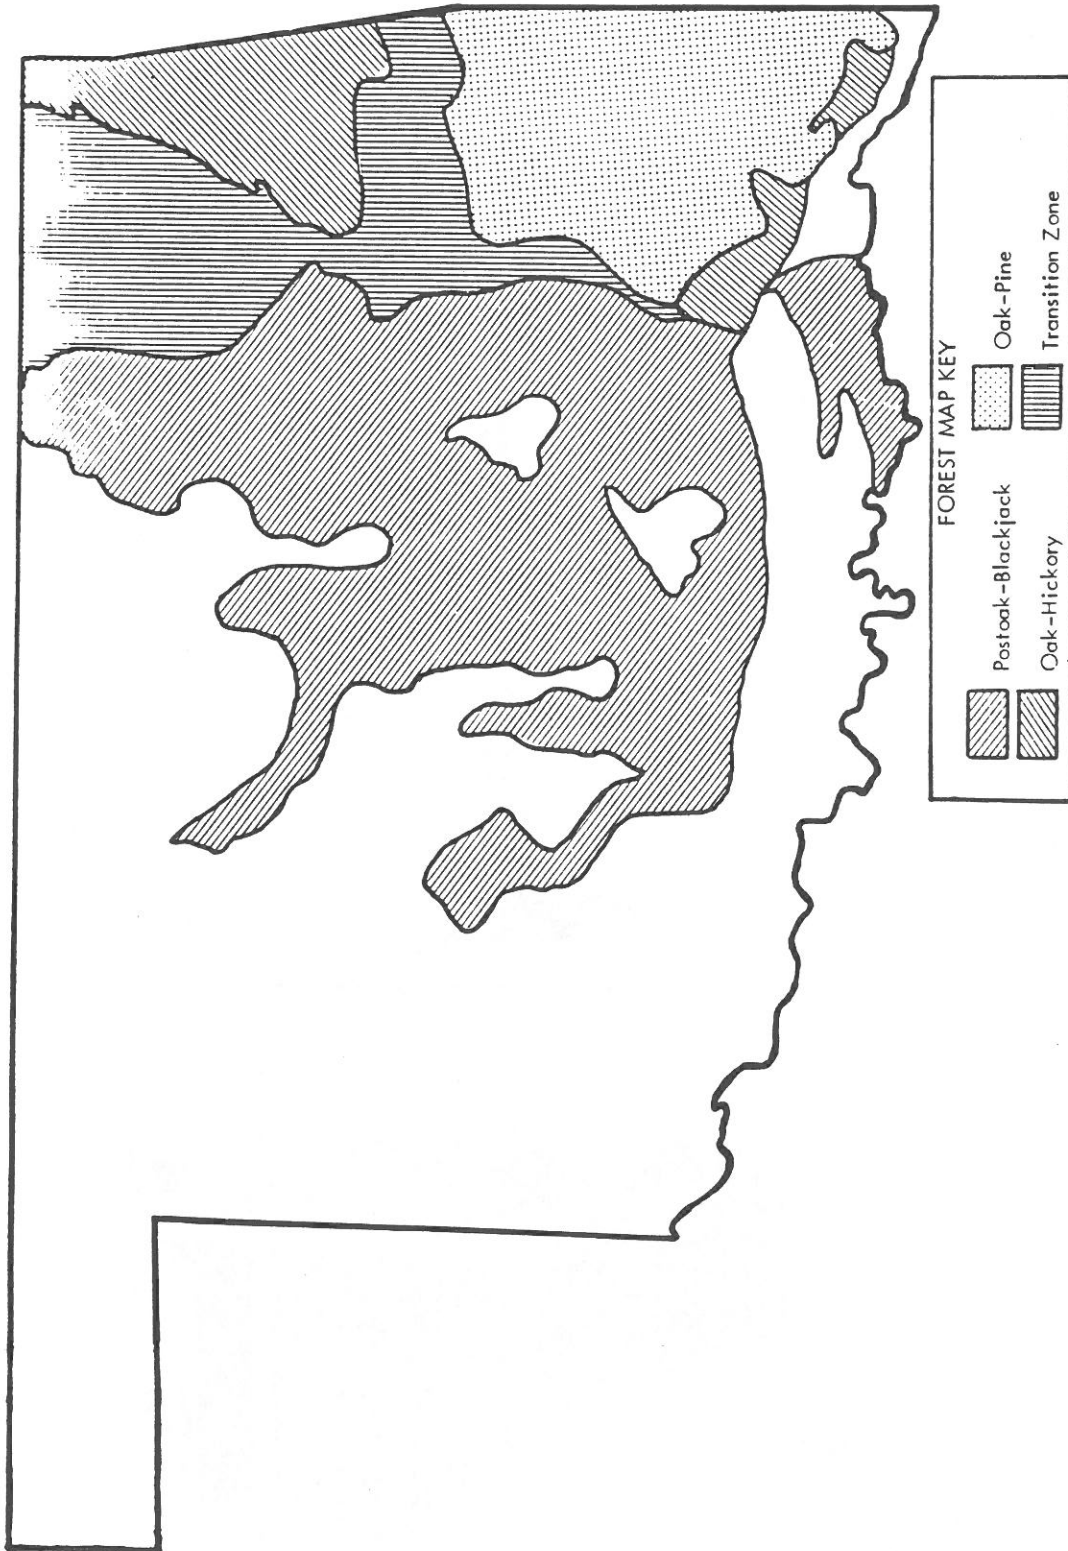 FOREST MAP KEY
Postoak-Blackjack
Oak-Pine
Oak-Hickory
Transition Zone